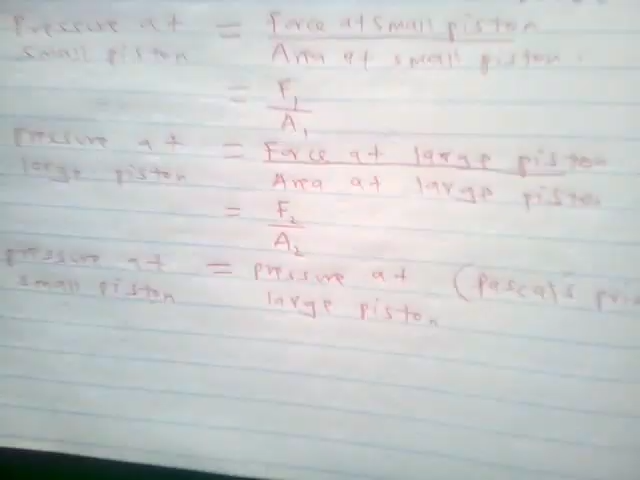 Pressure at = Force at small piston
small piston Area at small piston.
= F1
A1
pressure at = Force at large piston
large piston Area at large piston
= F2
A2
pressure at = pressure at (pascals
small piston large piston